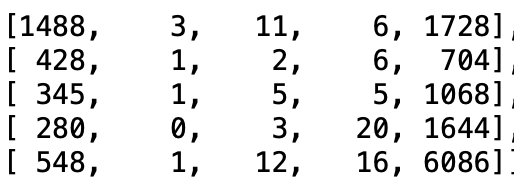 [1488, 3, 11, 6, 1728],
[ 428, 1, 2, 6, 704],
[ 345, 1, 5, 5, 1068],
[ 280, 0, 3, 20, 1644],
[ 548, 1, 12, 16, 6086]]